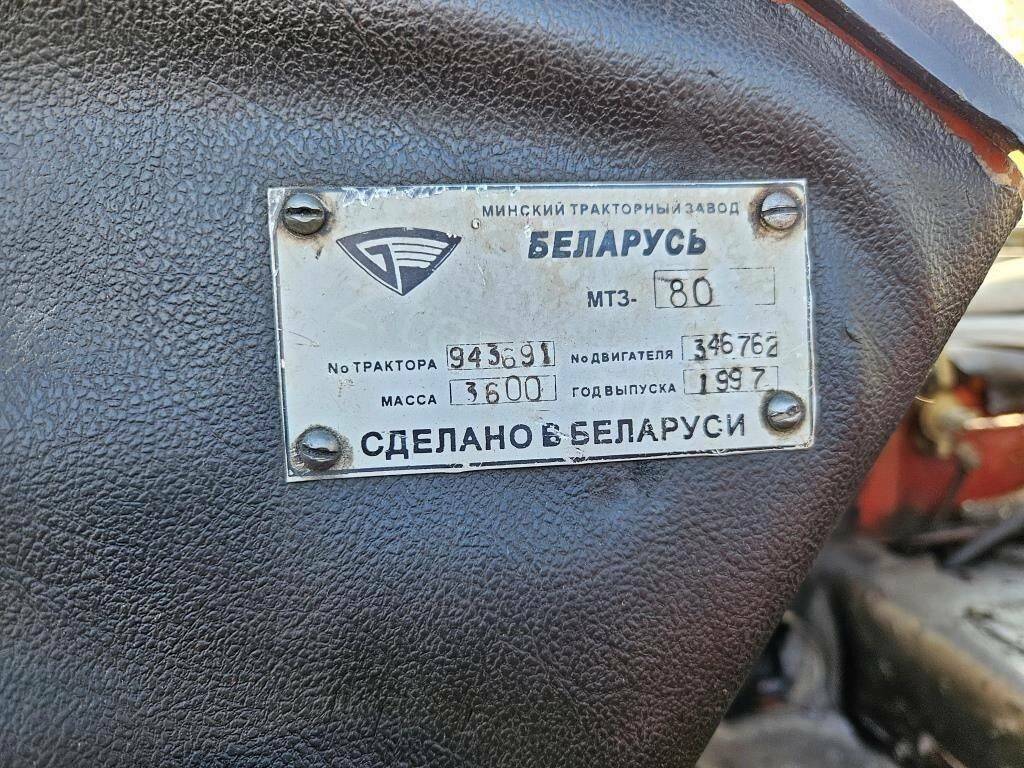 МИНСКИЙ ТРАКТОРНЫЙ ЗАВОД
БЕЛАРУСЬ
МТЗ- 80
No ТРАКТОРА 943691 No ДВИГАТЕЛЯ 346762
МАССА 3600 ГОД ВЫПУСКА 1997
СДЕЛАНО В БЕЛАРУСИ